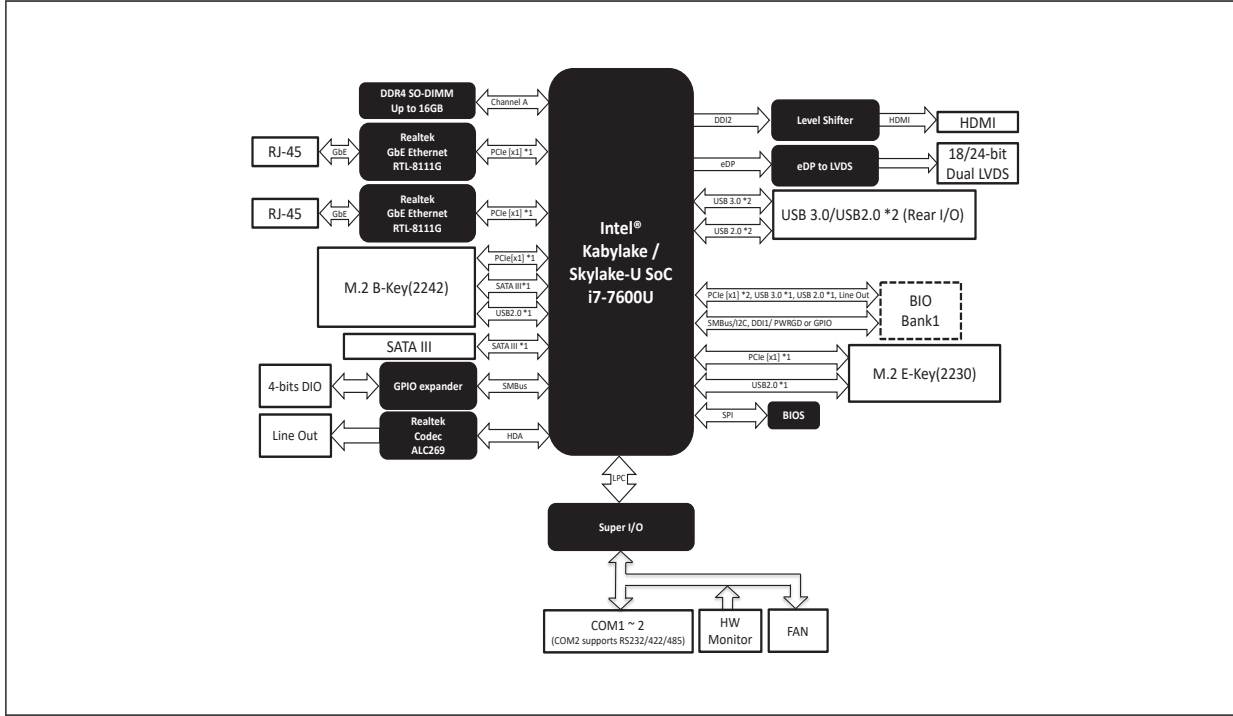 DDR4 SO-DIMM
Up to 16GB
Channel A
RJ-45
GbE
Realtek
GbE Ethernet
RTL-8111G
PCIe [x1] *1
RJ-45
GbE
Realtek
GbE Ethernet
RTL-8111G
PCIe [x1] *1
M.2 B-Key(2242)
PCIe[x1] *1
SATA III*1
USB2.0 *1
SATA III
SATA III *1
4-bits DIO
GPIO expander
SMBus
Line Out
Realtek
Codec
ALC269
HDA
Intel®
Kabylake /
Skylake-U SoC
i7-7600U
DDI2
Level Shifter
HDMI
HDMI
eDP
eDP to LVDS
18/24-bit
Dual LVDS
USB 3.0 *2
USB 2.0 *2
USB 3.0/USB2.0 *2 (Rear I/O)
PCIe [x1] *2, USB 3.0 *1, USB 2.0 *1, Line Out
SMBus/I2C, DDI1/ PWRGD or GPIO
BIO
Bank1
PCIe [x1] *1
USB2.0 *1
M.2 E-Key(2230)
SPI
BIOS
LPC
Super I/O
COM1 ~ 2
(COM2 supports RS232/422/485)
HW
Monitor
FAN